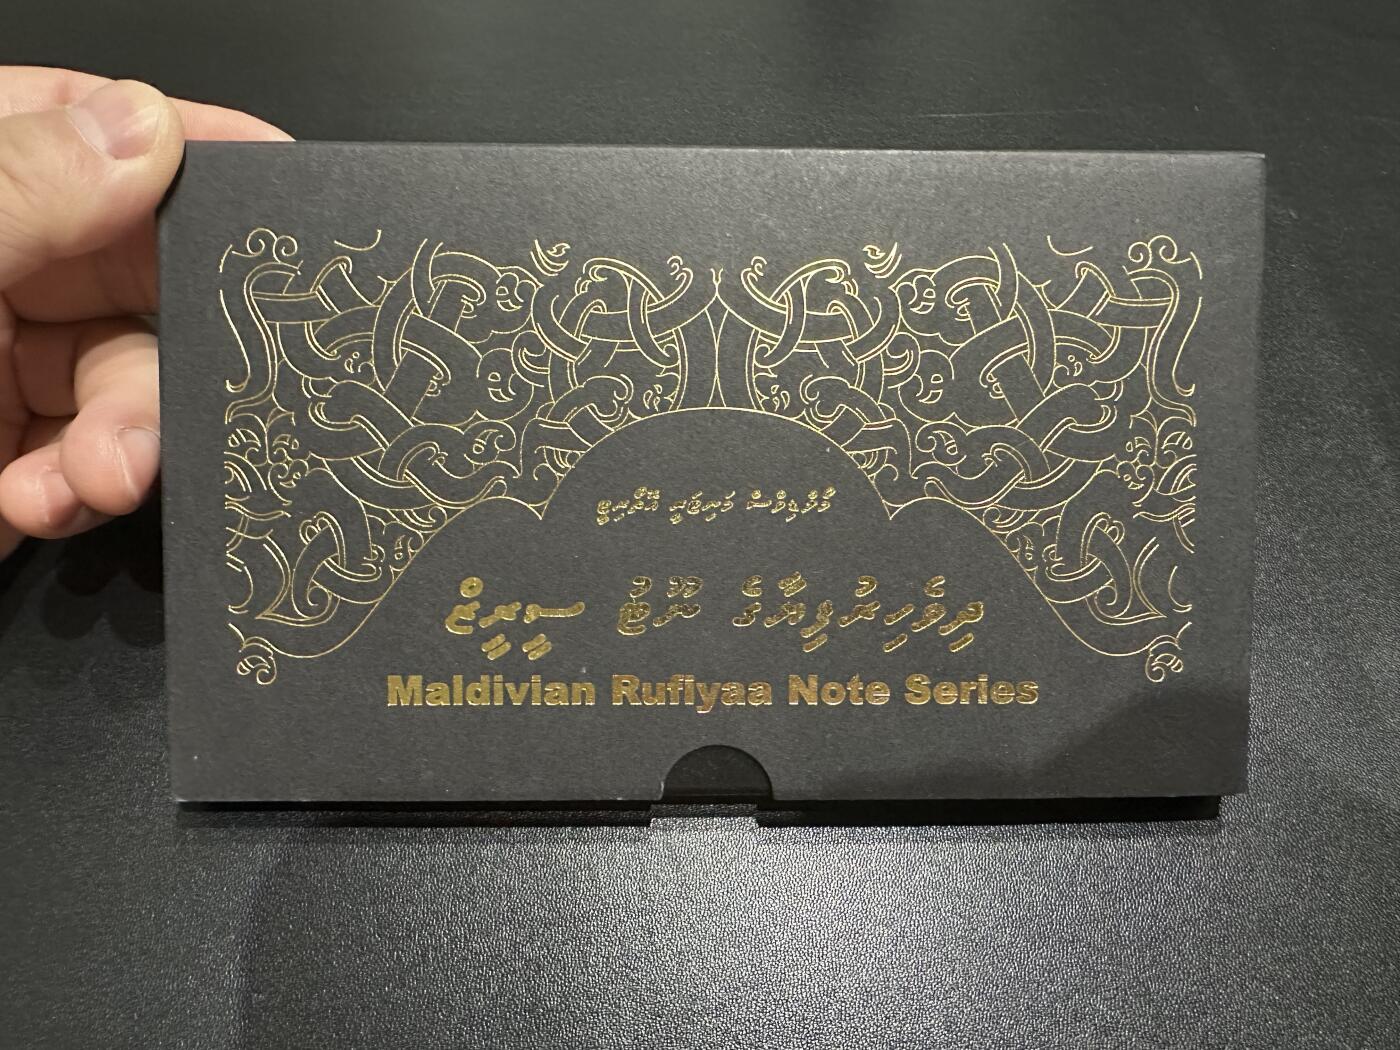 މޯލްޑިވްސް މަނިޓަރީ އޮތޯރިޓީ
ދިވެހިރުފިޔާގެ ނޫޓު ސީރީޒް
Maldivian Rufiyaa Note Series